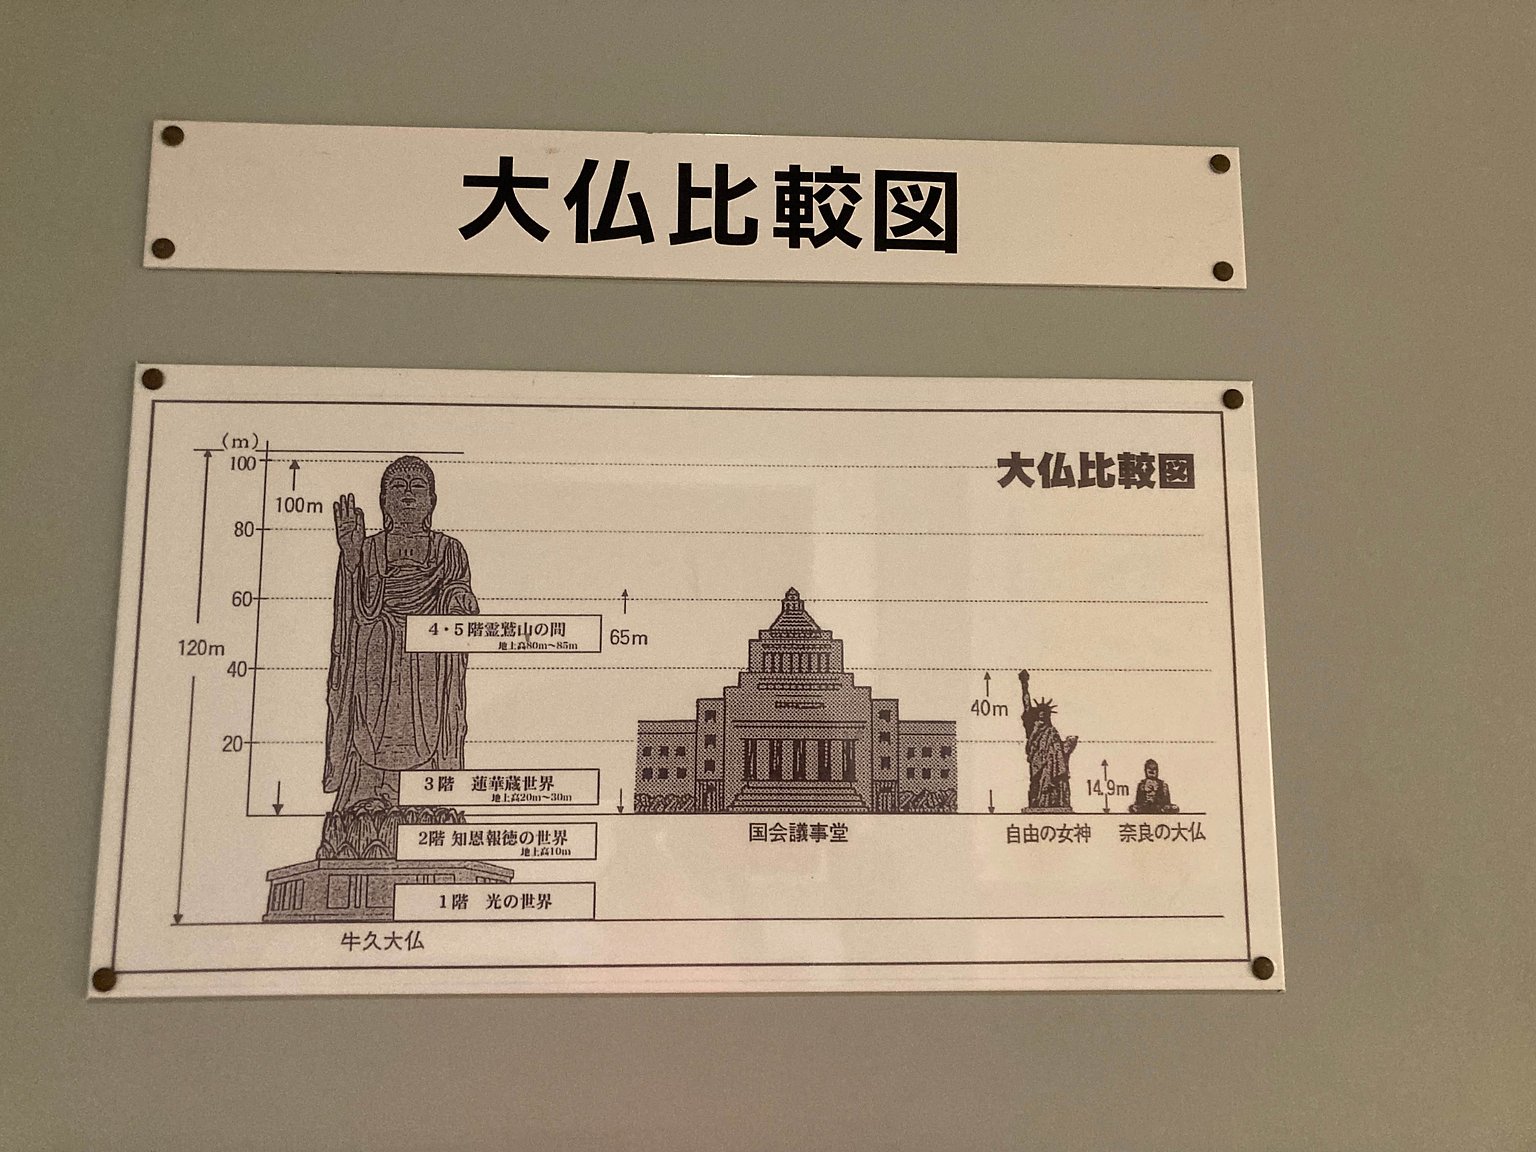 大仏比較図
大仏比較図
(m)
100
100m
80
60
120m
40
20
4・5階霊鷲山の間
地上高80m～85m
3階 蓮華蔵世界
地上高20m～30m
2階 知恩報徳の世界
地上高10m
1階 光の世界
牛久大仏
65m
国会議事堂
40m
自由の女神
14.9m
奈良の大仏